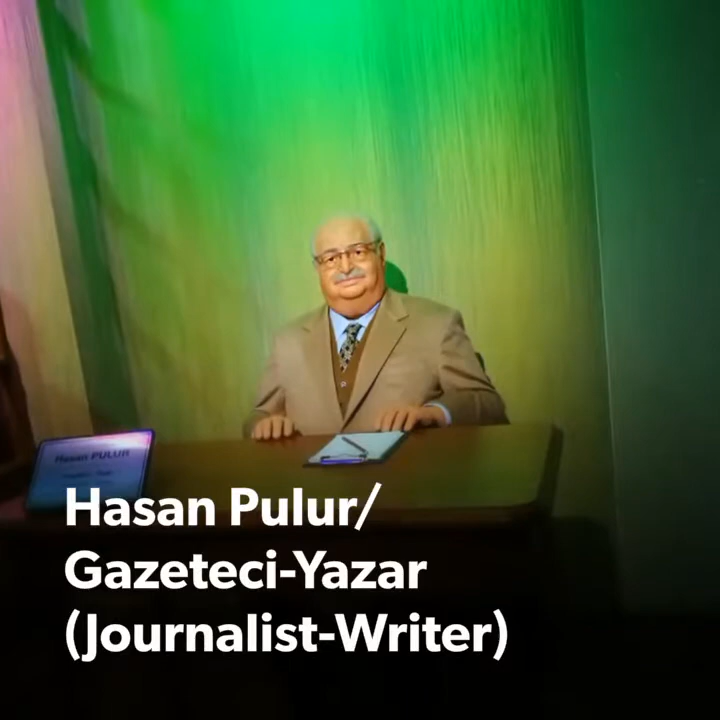 Hasan PULUR
Hasan Pulur/
Gazeteci-Yazar
(Journalist-Writer)